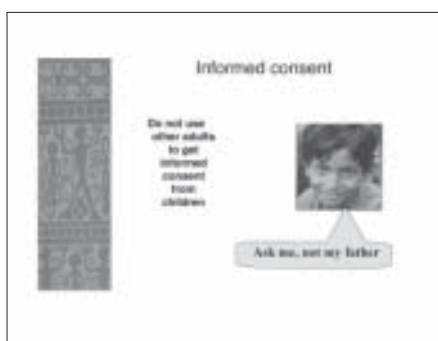 Informed consent
Do not use
other adults
to get
informed
consent
from
children
Ask me, not my father